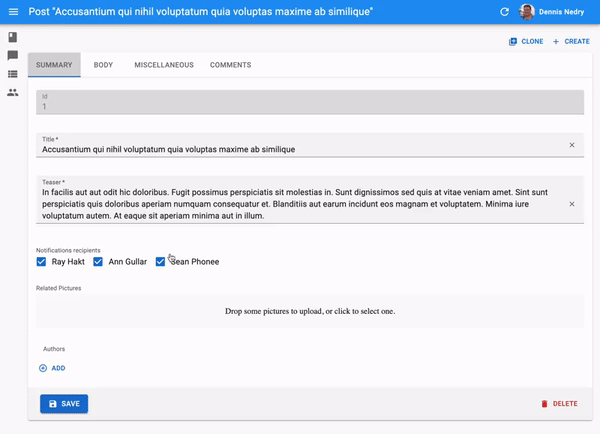 Post "Accusantium qui nihil voluptatum quia voluptas maxime ab similique"
Dennis Nedry
CLONE
CREATE
SUMMARY BODY MISCELLANEOUS COMMENTS
Id
1
Title *
Accusantium qui nihil voluptatum quia voluptas maxime ab similique
Teaser *
In facilis aut aut odit hic doloribus. Fugit possimus perspiciatis sit molestias in. Sunt dignissimos sed quis at vitae veniam amet. Sint sunt
perspiciatis quis doloribus aperiam numquam consequatur et. Blanditiis aut earum incidunt eos magnam et voluptatem. Minima iure
voluptatum autem. At eaque sit aperiam minima aut in illum.
Notifications recipients
Ray Hakt Ann Gullar Sean Phonee
Related Pictures
Drop some pictures to upload, or click to select one.
Authors
ADD
SAVE
DELETE